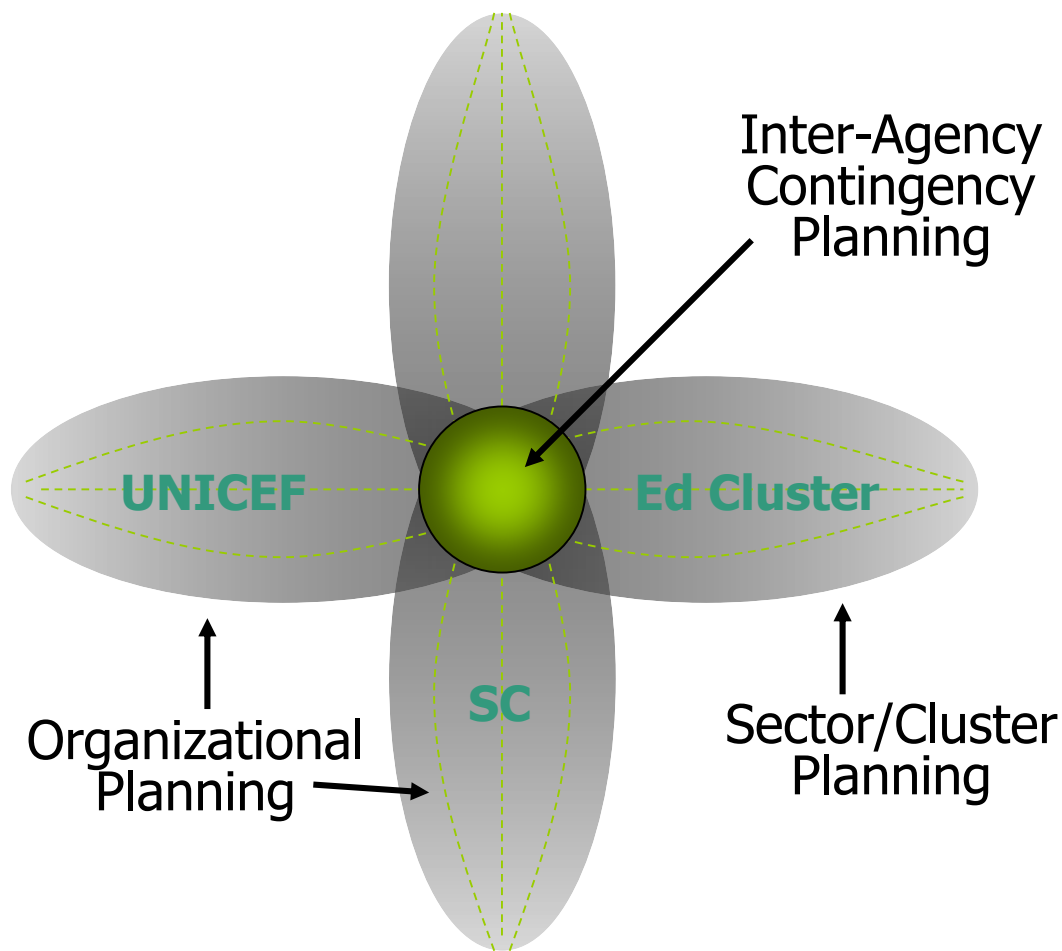 Inter-Agency
Contingency
Planning
UNICEF
Ed Cluster
SC
Organizational
Planning
Sector/Cluster
Planning